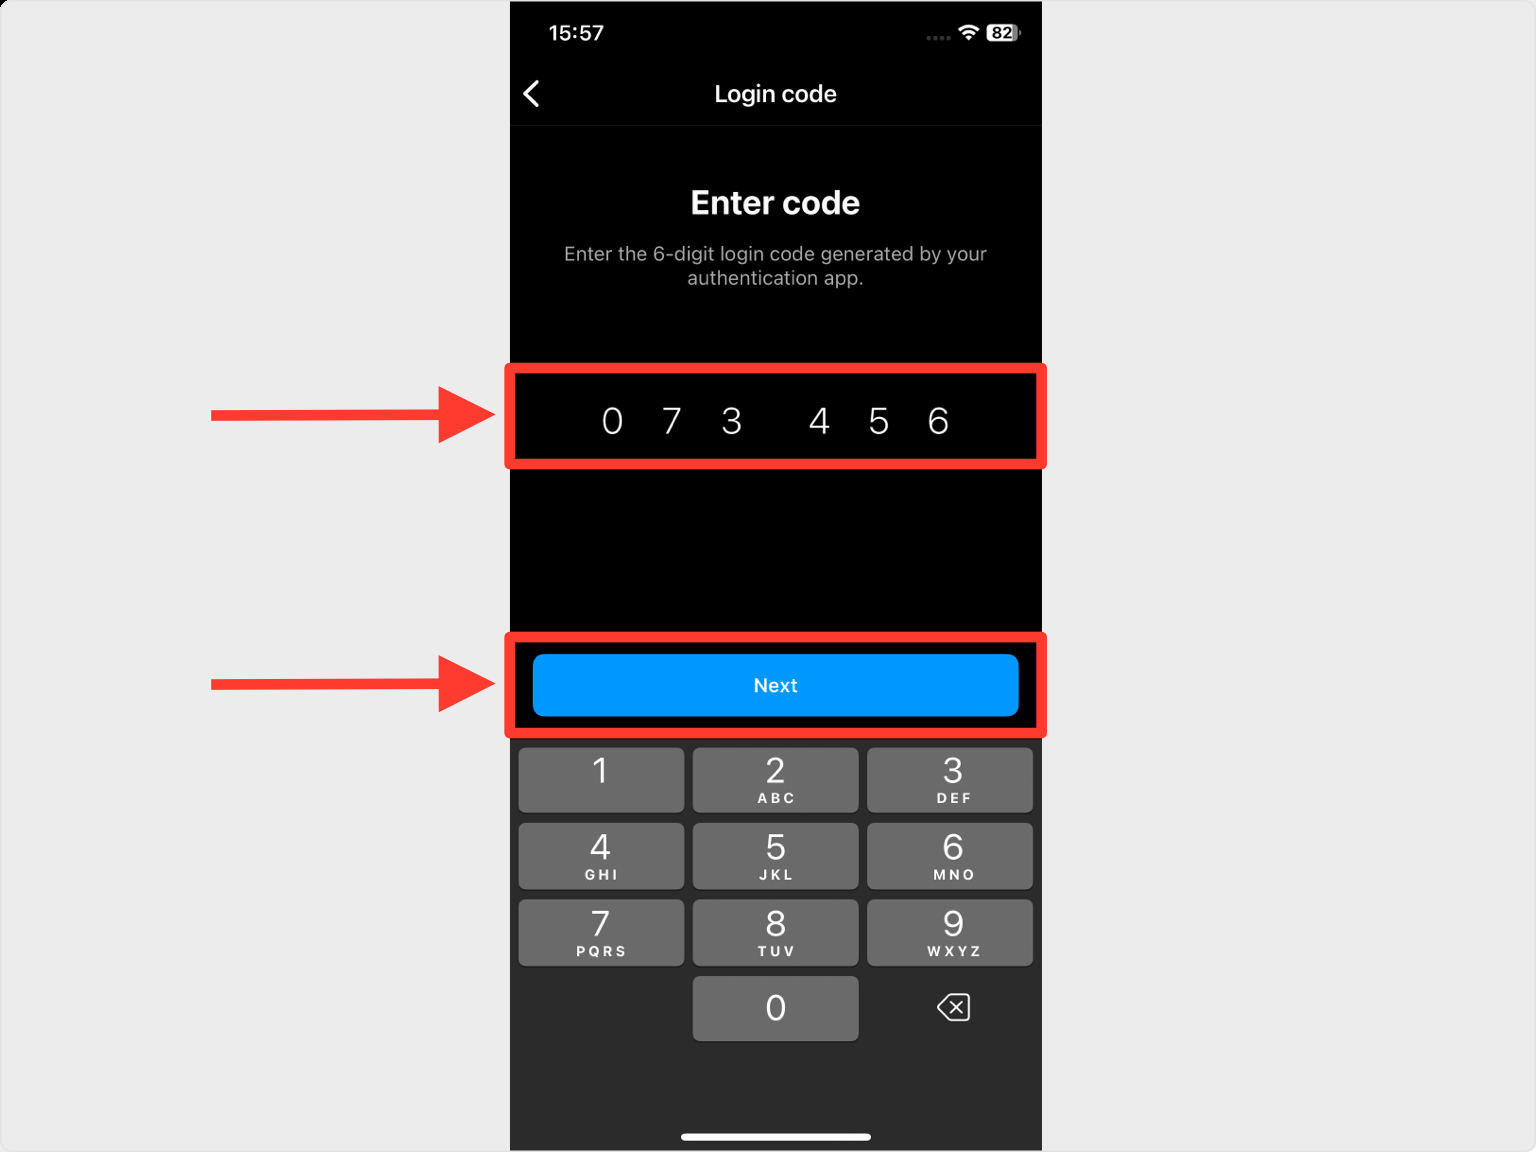 15:57
82
Login code
Enter code
Enter the 6-digit login code generated by your
authentication app.
0 7 3 4 5 6
Next
1 2 3
ABC DEF
4 5 6
GHI JKL MNO
7 8 9
PQRS TUV WXYZ
0